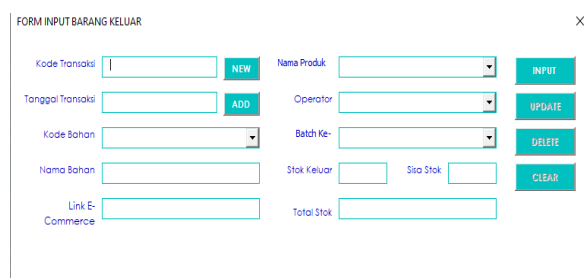 FORM INPUT BARANG KELUAR
Kode Transaksi
NEW
Nama Produk
INPUT
Tanggal Transaksi
ADD
Operator
UPDATE
Kode Bahan
Batch Ke-
DELETE
Nama Bahan
Stok Keluar
Sisa Stok
CLEAR
Link E-
Commerce
Total Stok